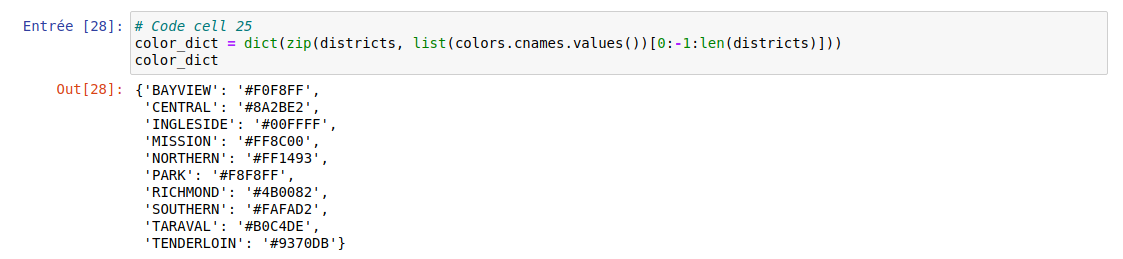 Entrée [28]: # Code cell 25
color_dict = dict(zip(districts, list(colors.cnames.values())[0:-1:len(districts)]))
color_dict
Out[28]: {'BAYVIEW': '#F0F8FF',
'CENTRAL': '#8A2BE2',
'INGLESIDE': '#00FFFF',
'MISSION': '#FF8C00',
'NORTHERN': '#FF1493',
'PARK': '#F8F8FF',
'RICHMOND': '#4B0082',
'SOUTHERN': '#FAFAD2',
'TARAVAL': '#B0C4DE',
'TENDERLOIN': '#9370DB'}